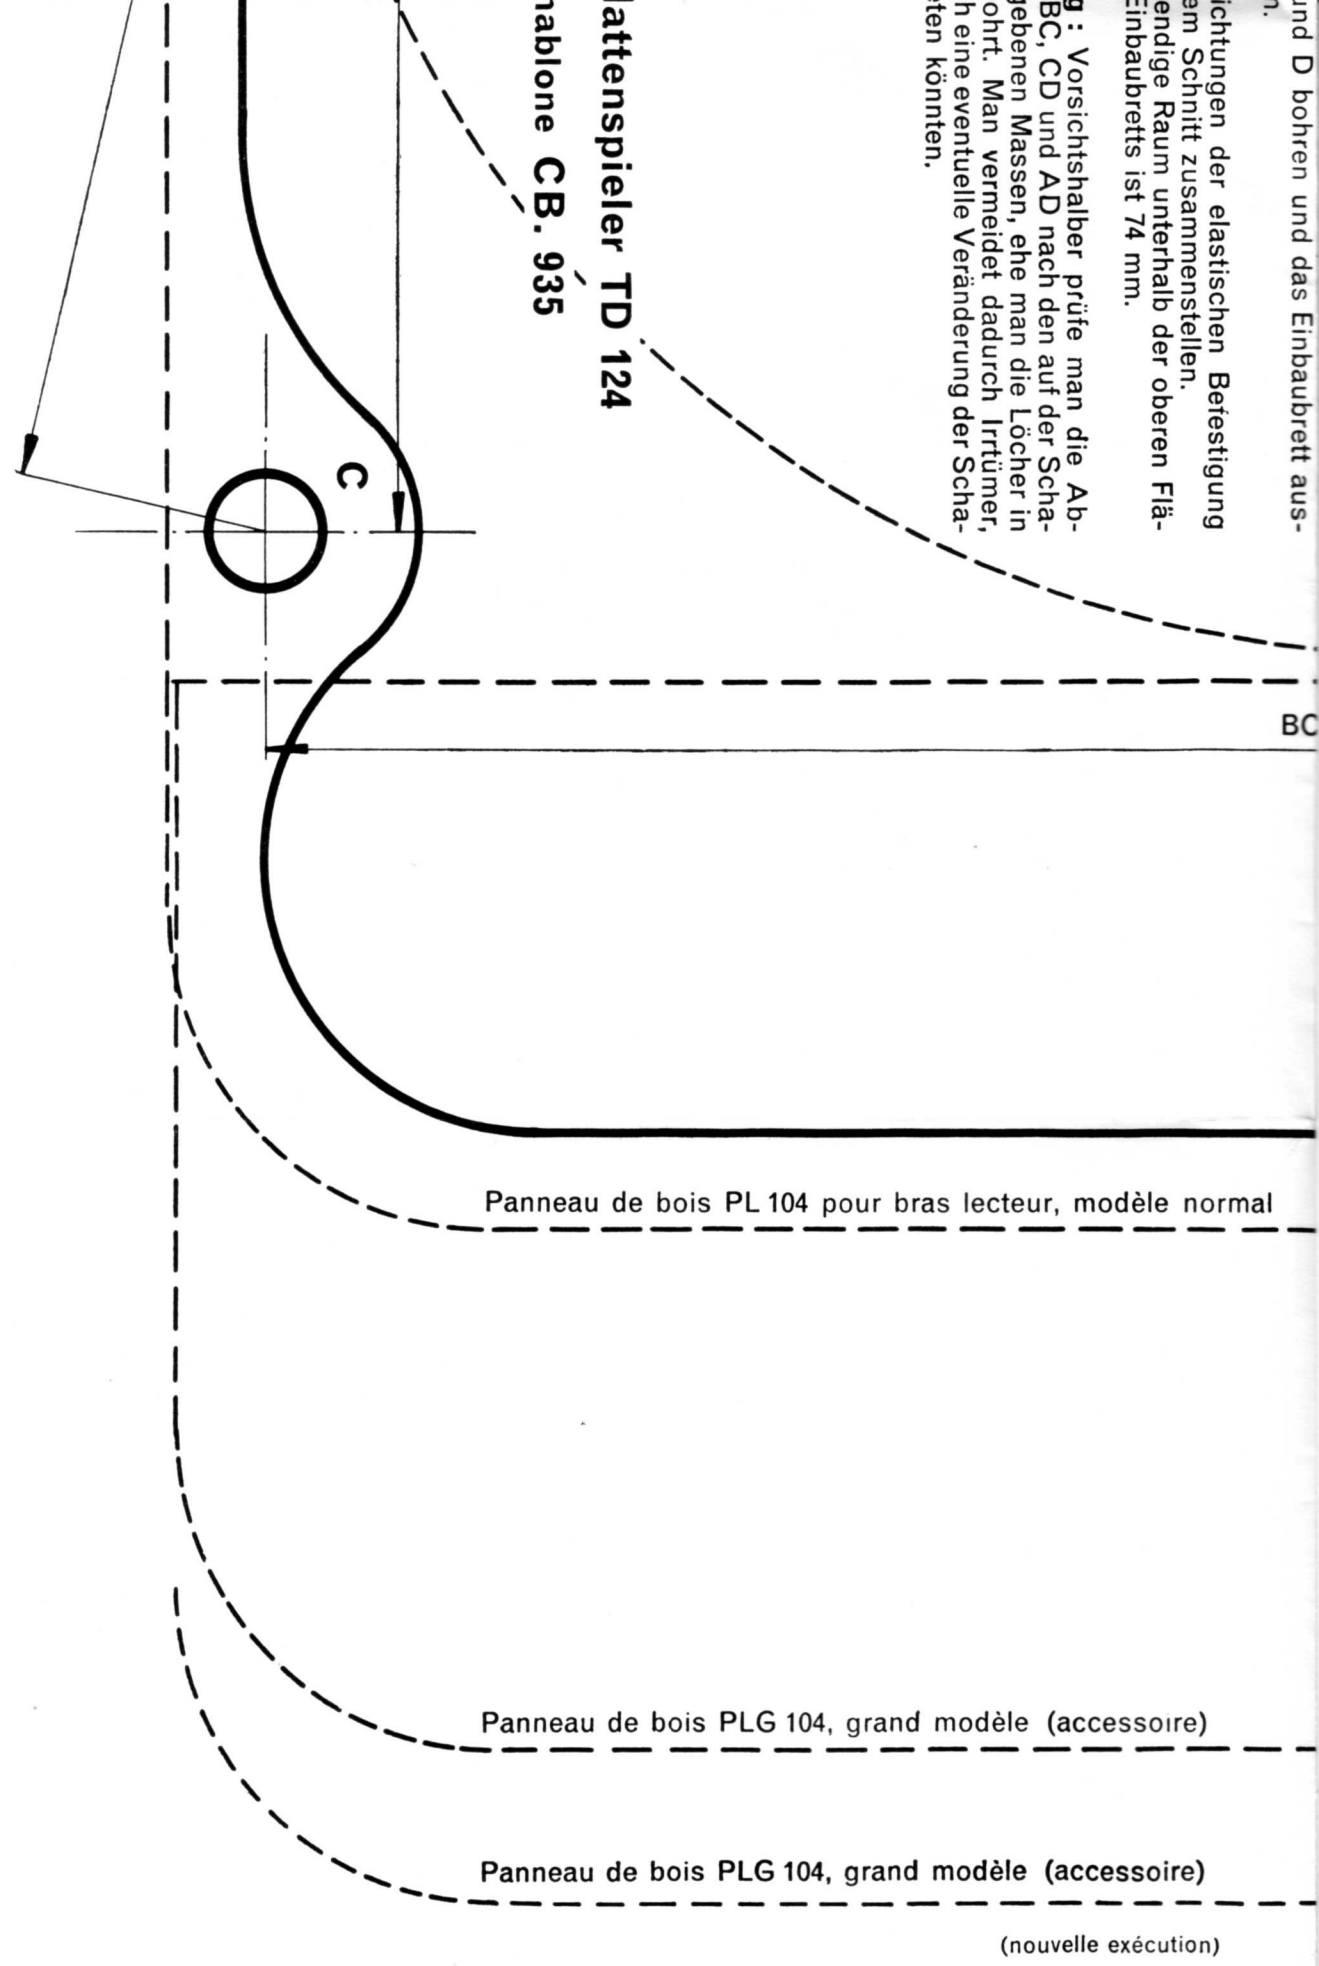 und D bohren und das Einbaubrett aus-
n.
ichtungen der elastischen Befestigung
em Schnitt zusammenstellen.
endige Raum unterhalb der oberen Flä-
Einbaubretts ist 74 mm.
g : Vorsichtshalber prüfe man die Ab-
BC, CD und AD nach den auf der Scha-
gebenen Massen, ehe man die Löcher in
ohrt. Man vermeidet dadurch Irrtümer,
h eine eventuelle Veränderung der Scha-
eten könnten.
lattenspieler TD 124
hablone CB. 935
C
BC
Panneau de bois PL 104 pour bras lecteur, modèle normal
Panneau de bois PLG 104, grand modèle (accessoire)
Panneau de bois PLG 104, grand modèle (accessoire)
(nouvelle exécution)